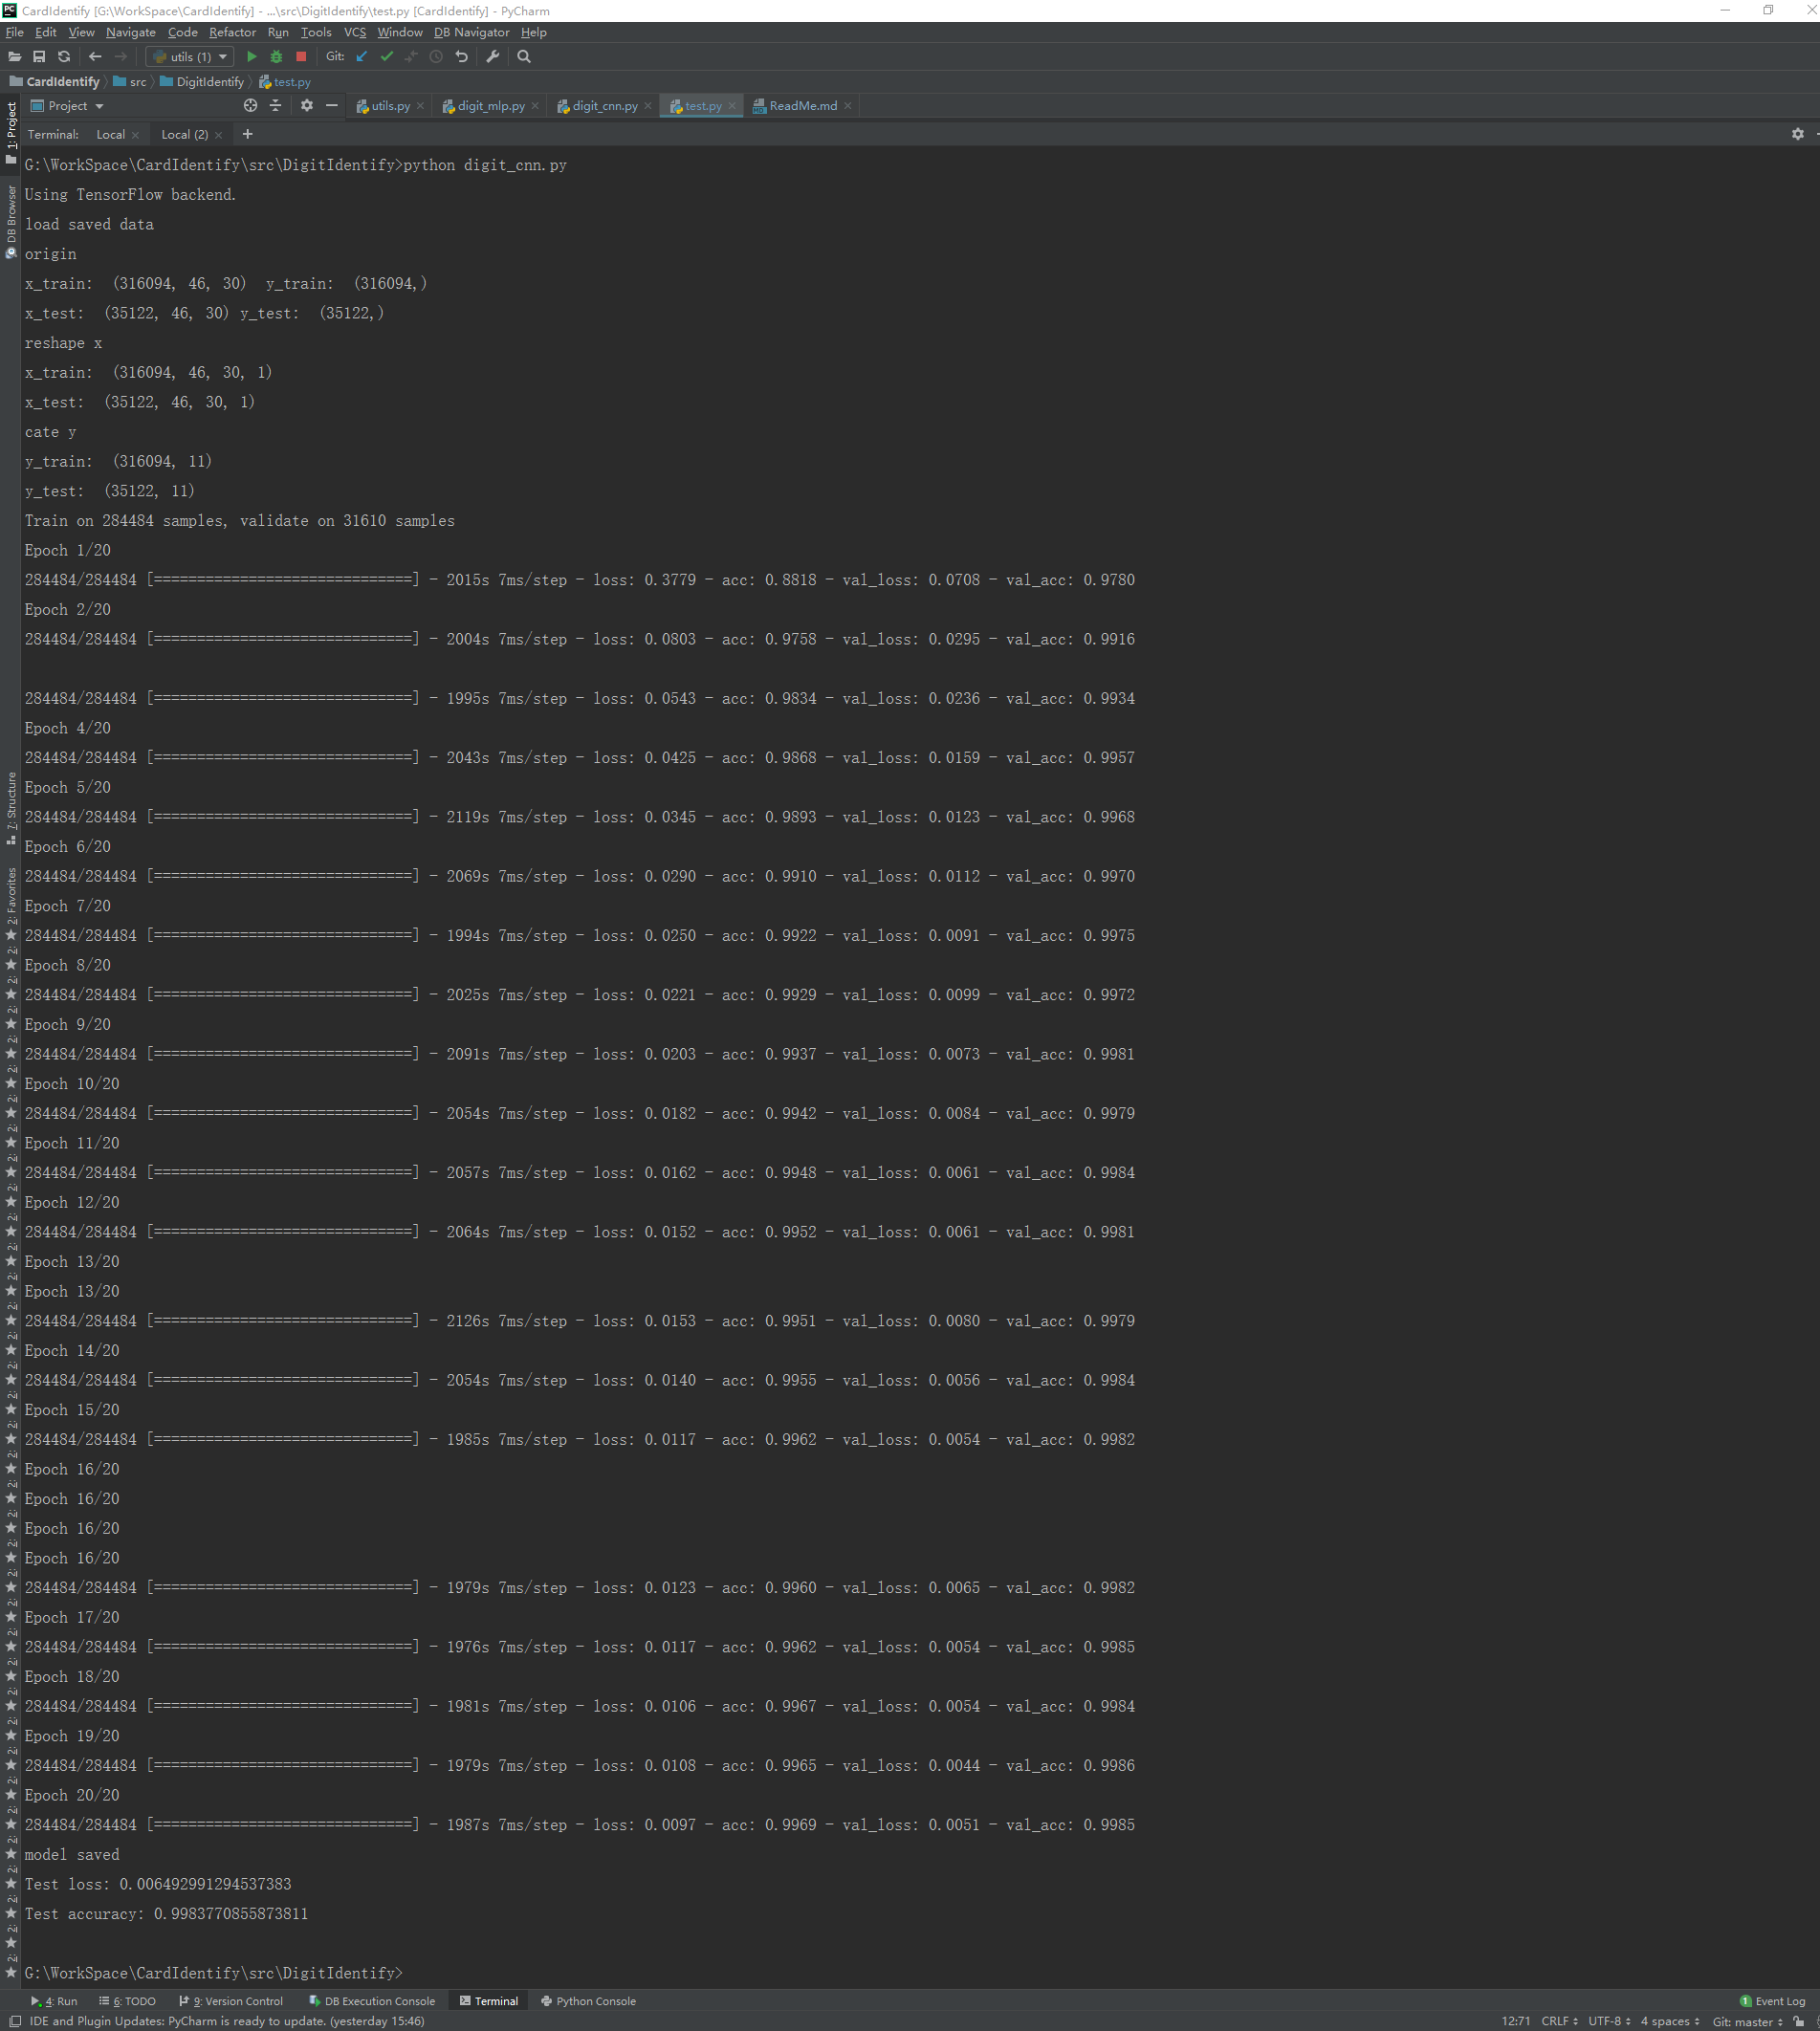 CardIdentify [G:\WorkSpace\CardIdentify] - ...\src\DigitIdentify\test.py [CardIdentify] - PyCharm
File Edit View Navigate Code Refactor Run Tools VCS Window DB Navigator Help
utils (1) Git:
CardIdentify src DigitIdentify test.py
Project utils.py digit_mlp.py digit_cnn.py test.py ReadMe.md
Terminal: Local Local (2) +
1: Project
DB Browser
7: Structure
2: Favorites
G:\WorkSpace\CardIdentify\src\DigitIdentify>python digit_cnn.py
Using TensorFlow backend.
load saved data
origin
x_train:  (316094, 46, 30)  y_train:  (316094,)
x_test:  (35122, 46, 30) y_test:  (35122,)
reshape x
x_train:  (316094, 46, 30, 1)
x_test:  (35122, 46, 30, 1)
cate y
y_train:  (316094, 11)
y_test:  (35122, 11)
Train on 284484 samples, validate on 31610 samples
Epoch 1/20
284484/284484 [==============================] - 2015s 7ms/step - loss: 0.3779 - acc: 0.8818 - val_loss: 0.0708 - val_acc: 0.9780
Epoch 2/20
284484/284484 [==============================] - 2004s 7ms/step - loss: 0.0803 - acc: 0.9758 - val_loss: 0.0295 - val_acc: 0.9916
284484/284484 [==============================] - 1995s 7ms/step - loss: 0.0543 - acc: 0.9834 - val_loss: 0.0236 - val_acc: 0.9934
Epoch 4/20
284484/284484 [==============================] - 2043s 7ms/step - loss: 0.0425 - acc: 0.9868 - val_loss: 0.0159 - val_acc: 0.9957
Epoch 5/20
284484/284484 [==============================] - 2119s 7ms/step - loss: 0.0345 - acc: 0.9893 - val_loss: 0.0123 - val_acc: 0.9968
Epoch 6/20
284484/284484 [==============================] - 2069s 7ms/step - loss: 0.0290 - acc: 0.9910 - val_loss: 0.0112 - val_acc: 0.9970
Epoch 7/20
284484/284484 [==============================] - 1994s 7ms/step - loss: 0.0250 - acc: 0.9922 - val_loss: 0.0091 - val_acc: 0.9975
Epoch 8/20
284484/284484 [==============================] - 2025s 7ms/step - loss: 0.0221 - acc: 0.9929 - val_loss: 0.0099 - val_acc: 0.9972
Epoch 9/20
284484/284484 [==============================] - 2091s 7ms/step - loss: 0.0203 - acc: 0.9937 - val_loss: 0.0073 - val_acc: 0.9981
Epoch 10/20
284484/284484 [==============================] - 2054s 7ms/step - loss: 0.0182 - acc: 0.9942 - val_loss: 0.0084 - val_acc: 0.9979
Epoch 11/20
284484/284484 [==============================] - 2057s 7ms/step - loss: 0.0162 - acc: 0.9948 - val_loss: 0.0061 - val_acc: 0.9984
Epoch 12/20
284484/284484 [==============================] - 2064s 7ms/step - loss: 0.0152 - acc: 0.9952 - val_loss: 0.0061 - val_acc: 0.9981
Epoch 13/20
Epoch 13/20
284484/284484 [==============================] - 2126s 7ms/step - loss: 0.0153 - acc: 0.9951 - val_loss: 0.0080 - val_acc: 0.9979
Epoch 14/20
284484/284484 [==============================] - 2054s 7ms/step - loss: 0.0140 - acc: 0.9955 - val_loss: 0.0056 - val_acc: 0.9984
Epoch 15/20
284484/284484 [==============================] - 1985s 7ms/step - loss: 0.0117 - acc: 0.9962 - val_loss: 0.0054 - val_acc: 0.9982
Epoch 16/20
Epoch 16/20
Epoch 16/20
Epoch 16/20
284484/284484 [==============================] - 1979s 7ms/step - loss: 0.0123 - acc: 0.9960 - val_loss: 0.0065 - val_acc: 0.9982
Epoch 17/20
284484/284484 [==============================] - 1976s 7ms/step - loss: 0.0117 - acc: 0.9962 - val_loss: 0.0054 - val_acc: 0.9985
Epoch 18/20
284484/284484 [==============================] - 1981s 7ms/step - loss: 0.0106 - acc: 0.9967 - val_loss: 0.0054 - val_acc: 0.9984
Epoch 19/20
284484/284484 [==============================] - 1979s 7ms/step - loss: 0.0108 - acc: 0.9965 - val_loss: 0.0044 - val_acc: 0.9986
Epoch 20/20
284484/284484 [==============================] - 1987s 7ms/step - loss: 0.0097 - acc: 0.9969 - val_loss: 0.0051 - val_acc: 0.9985
model saved
Test loss: 0.006492991294537383
Test accuracy: 0.9983770855873811
G:\WorkSpace\CardIdentify\src\DigitIdentify>
4: Run 6: TODO 9: Version Control DB Execution Console Terminal Python Console 1 Event Log
IDE and Plugin Updates: PyCharm is ready to update. (yesterday 15:46) 12:71 CRLF UTF-8 4 spaces Git: master